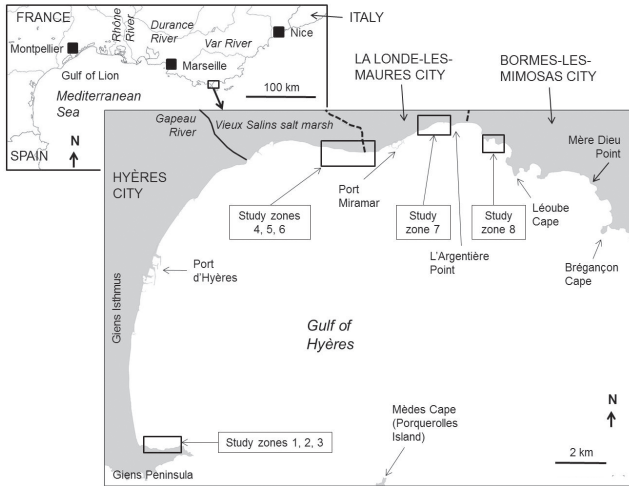 FRANCE
ITALY
Rhône
River
Durance
River
Var River
Nice
Montpellier
Marseille
Gulf of Lion
100 km
Mediterranean
Sea
SPAIN
N
LA LONDE-LES-
MAURES CITY
BORMES-LES-
MIMOSAS CITY
Gapeau
River
Vieux Salins salt marsh
Mère Dieu
Point
HYÈRES
CITY
Port
Miramar
Study zones
4, 5, 6
Study
zone 7
Study
zone 8
Léoube
Cape
L'Argentière
Point
Brégançon
Cape
Port
d'Hyères
Giens Isthmus
Gulf of
Hyères
Mèdes Cape
(Porquerolles
Island)
N
Study zones 1, 2, 3
2 km
Giens Peninsula